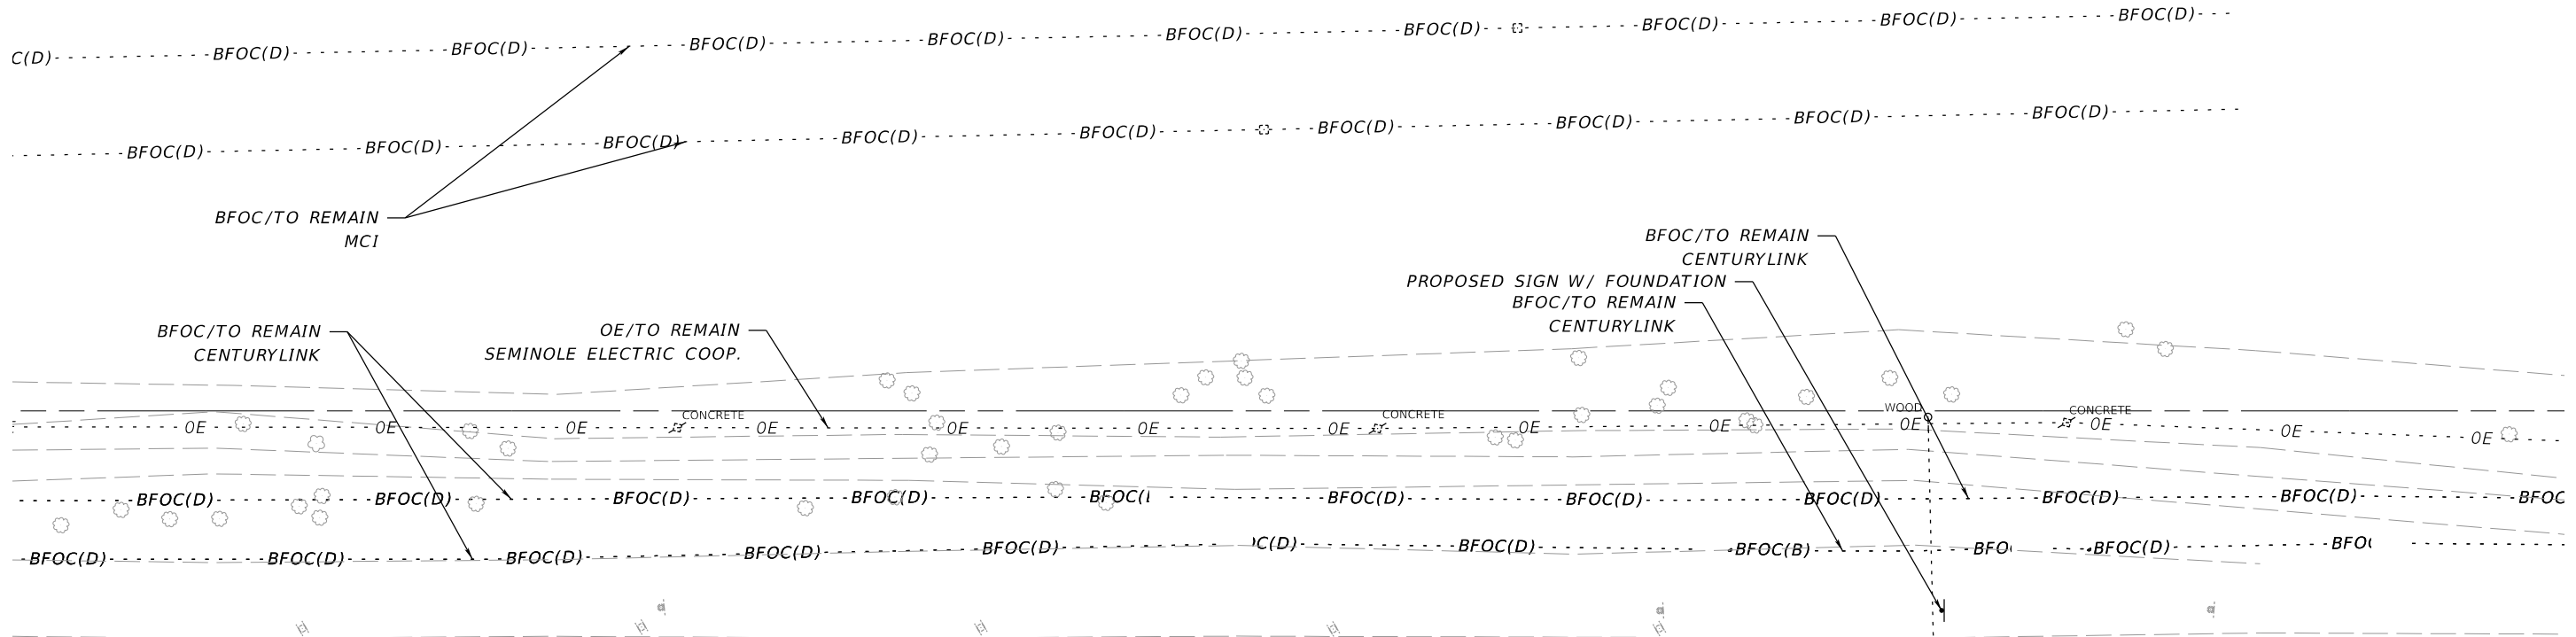 C(D) BFOC(D) BFOC(D) BFOC(D) BFOC(D) BFOC(D) BFOC(D) BFOC(D) BFOC(D) BFOC(D)
BFOC(D) BFOC(D) BFOC(D) BFOC(D) BFOC(D) BFOC(D) BFOC(D) BFOC(D) BFOC(D)
BFOC/TO REMAIN
MCI
BFOC/TO REMAIN
CENTURYLINK
PROPOSED SIGN W/ FOUNDATION
BFOC/TO REMAIN
CENTURYLINK
BFOC/TO REMAIN
CENTURYLINK
OE/TO REMAIN
SEMINOLE ELECTRIC COOP.
CONCRETE CONCRETE WOOD CONCRETE
OE OE OE OE OE OE OE OE OE OE OE OE OE
BFOC(D) BFOC(D) BFOC(D) BFOC(D) BFOC( BFOC(D) BFOC(D) BFOC(D) BFOC(D) BFOC(D) BFOC
BFOC(D) BFOC(D) BFOC(D) BFOC(D) BFOC(D) C(D) BFOC(D) BFOC(B) BFO BFOC(D) BFO